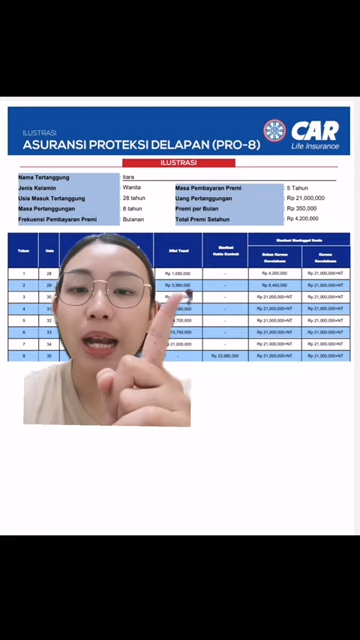 CAR
Life Insurance
ILUSTRASI
ASURANSI PROTEKSI DELAPAN (PRO-8)
ILUSTRASI
Nama Tertanggung tiara
Jenis Kelamin Wanita Masa Pembayaran Premi : 5 Tahun
Usia Masuk Tertanggung 28 tahun Uang Pertanggungan : Rp 21,000,000
Masa Pertanggungan 8 tahun Premi per Bulan : Rp 350,000
Frekuensi Pembayaran Premi Bulanan Total Premi Setahun : Rp 4,200,000
Tahun Usia Nilai Tunai Manfaat Habis Kontrak Manfaat Meninggal Dunia
Bukan Karena Kecelakaan Karena Kecelakaan
1 28 Rp 1,050,000 - Rp 4,200,000 Rp 21,000,000+NT
2 29 Rp 3,360,000 - Rp 8,400,000 Rp 21,000,000+NT
3 30 - Rp 21,000,000+NT Rp 21,000,000+NT
4 31 - Rp 21,000,000+NT Rp 21,000,000+NT
5 32 - Rp 21,000,000+NT Rp 21,000,000+NT
6 33 - Rp 21,000,000+NT Rp 21,000,000+NT
7 34 - Rp 21,000,000+NT Rp 21,000,000+NT
8 35 - Rp 22,680,000 Rp 21,000,000+NT Rp 21,000,000+NT